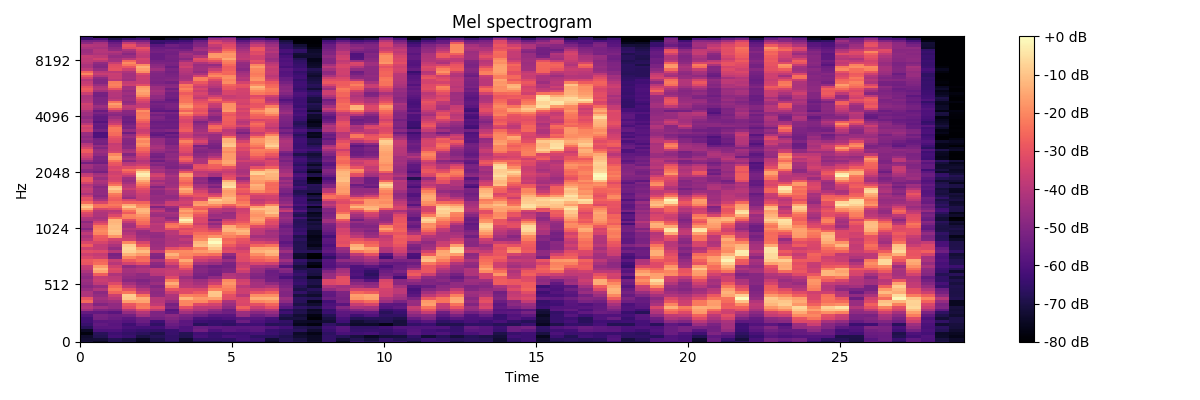 Mel spectrogram
+0 dB
8192
-10 dB
4096
-20 dB
-30 dB
2048
Hz
-40 dB
1024
-50 dB
-60 dB
512
-70 dB
0
-80 dB
0 5 10 15 20 25
Time